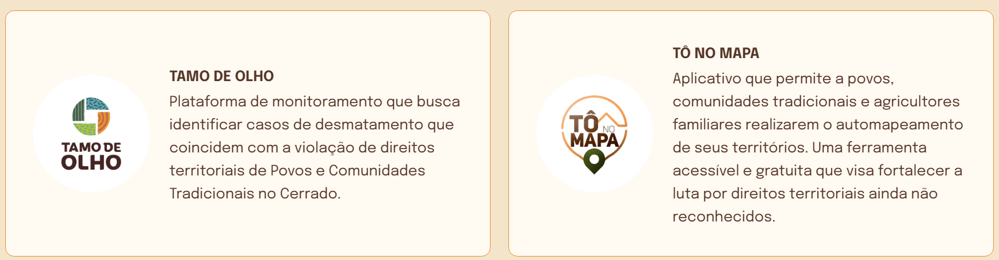 TAMO DE
OLHO
TAMO DE OLHO
Plataforma de monitoramento que busca
identificar casos de desmatamento que
coincidem com a violação de direitos
territoriais de Povos e Comunidades
Tradicionais no Cerrado.
TÔ NO
MAPA
TÔ NO MAPA
Aplicativo que permite a povos,
comunidades tradicionais e agricultores
familiares realizarem o automapeamento
de seus territórios. Uma ferramenta
acessível e gratuita que visa fortalecer a
luta por direitos territoriais ainda não
reconhecidos.